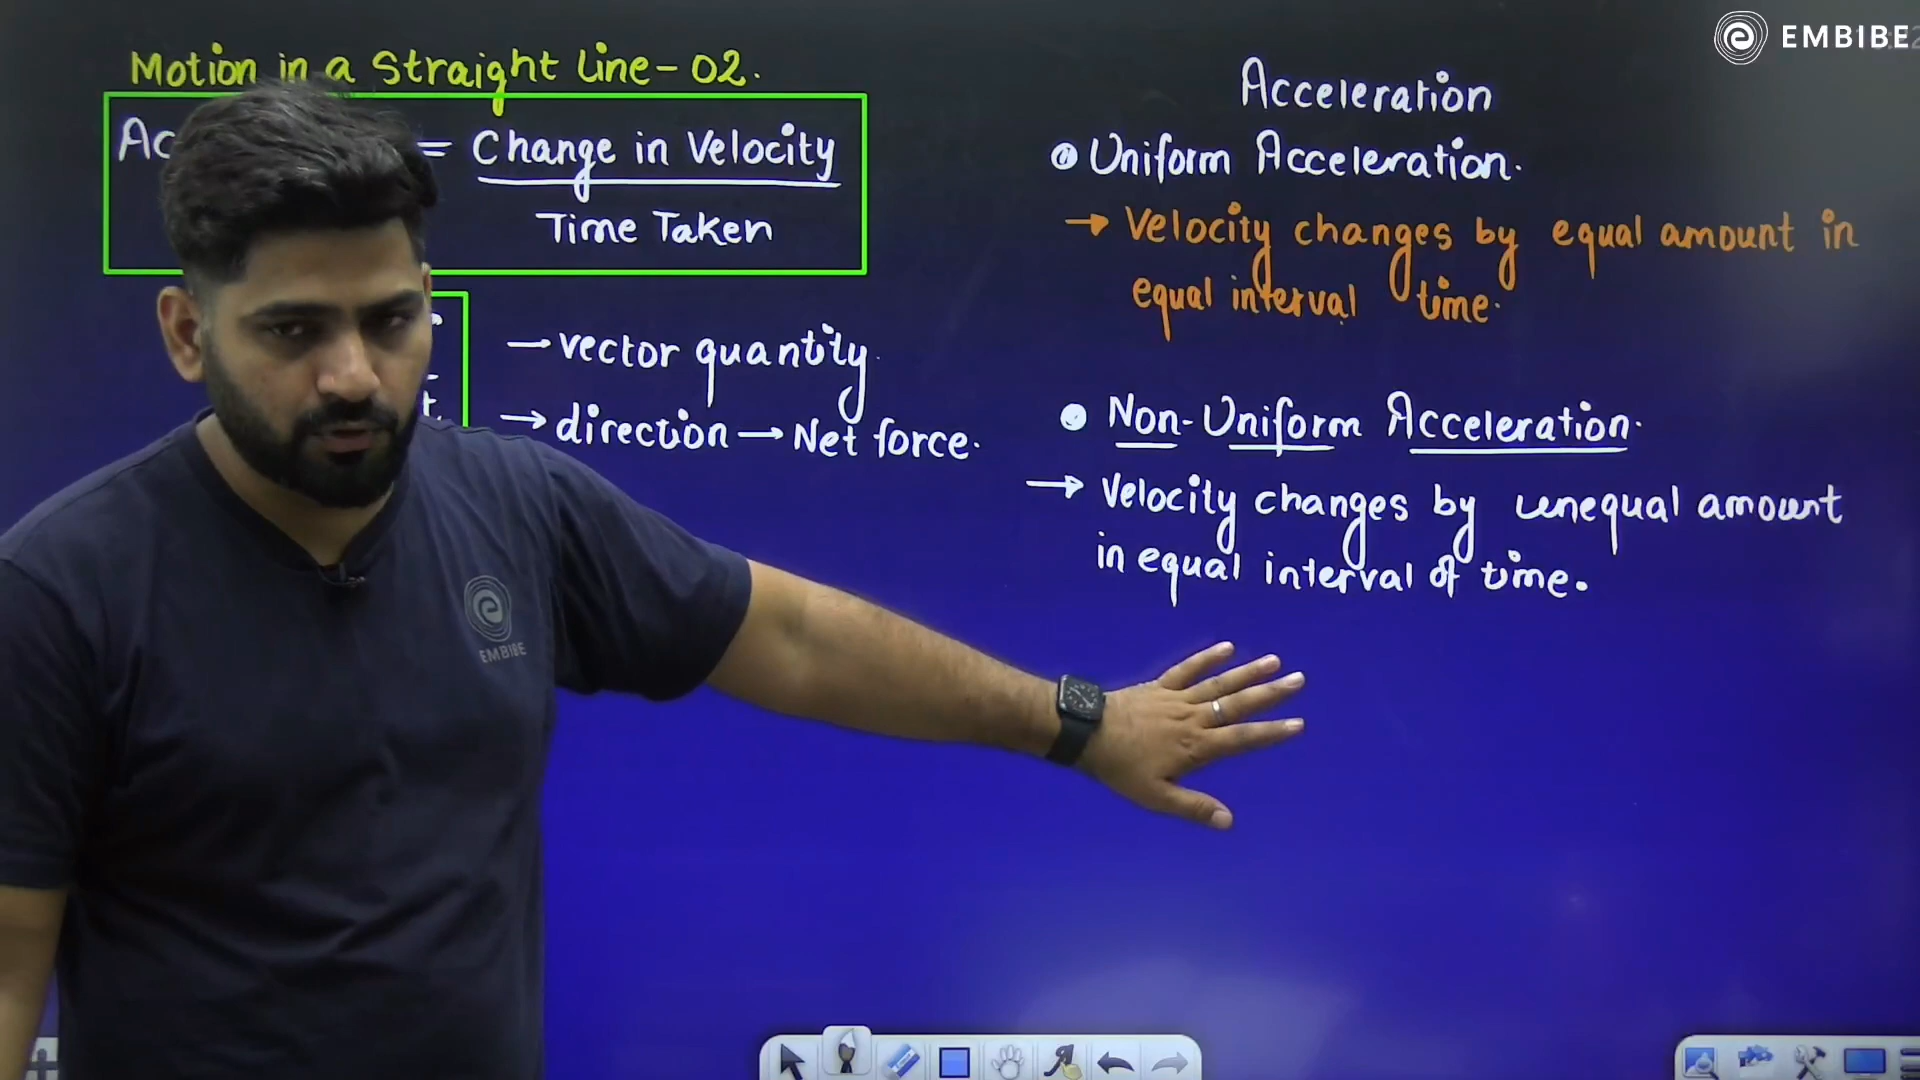 Motion in a Straight Line - 02.
Ac = Change in Velocity
Time Taken
→ vector quantity.
→ direction → Net force.
Acceleration
Uniform Acceleration.
→ Velocity changes by equal amount in
equal interval time.
Non-Uniform Acceleration.
→ Velocity changes by unequal amount
in equal interval of time.
EMBIBE
EMBIBE